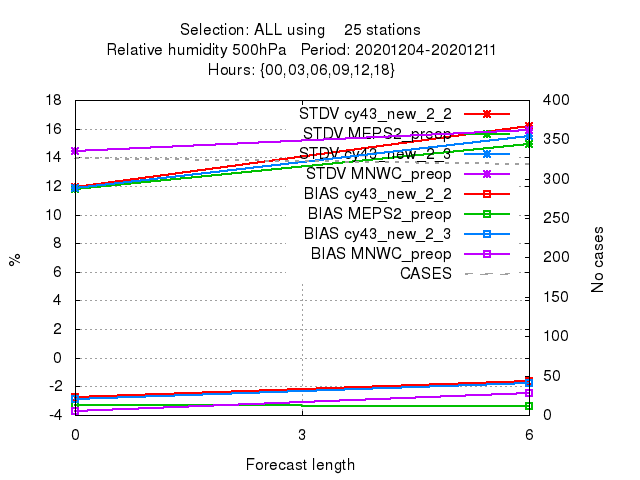 Selection: ALL using 25 stations
Relative humidity 500hPa Period: 20201204-20201211
Hours: {00,03,06,09,12,18}
18 400
16 350
14 300
12 250
10 200
8 150
6 100
4 50
2 0
0
-2
-4
STDV cy43_new_2_2
STDV MEPS2_preop
STDV cy43_new_2_3
STDV MNWC_preop
BIAS cy43_new_2_2
BIAS MEPS2_preop
BIAS cy43_new_2_3
BIAS MNWC_preop
CASES
%
No cases
0 3 6
Forecast length